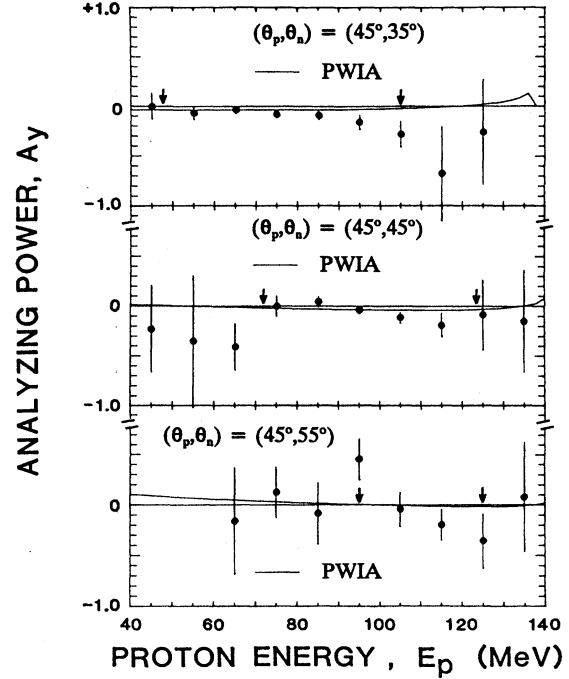 +1.0
(θp,θn) = (45°,35°)
PWIA
0
-1.0
(θp,θn) = (45°,45°)
PWIA
0
-1.0
(θp,θn) = (45°,55°)
0
PWIA
-1.0
40 60 80 100 120 140
PROTON ENERGY, Ep (MeV)
ANALYZING POWER, Ay